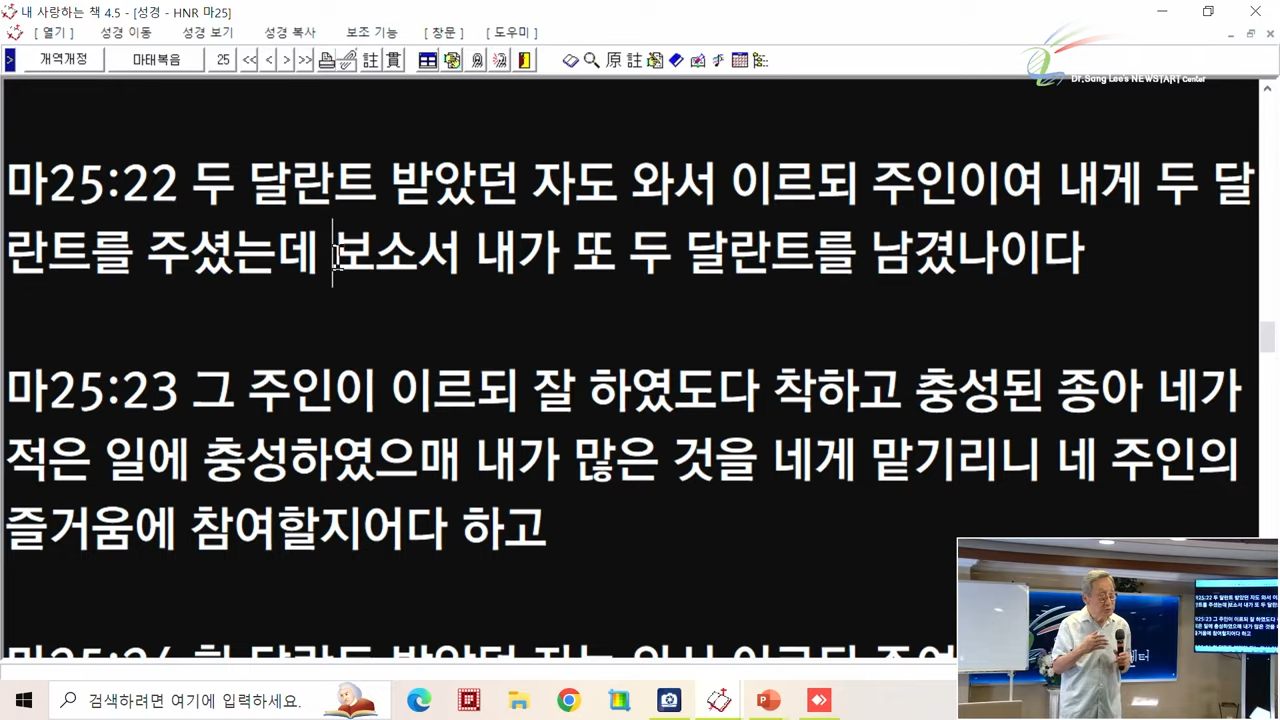 내 사랑하는 책 4.5 - [성경 - HNR 마25]
[ 열기 ] 성경 이동 성경 보기 성경 복사 보조 기능 [ 창문 ] [ 도우미 ]
개역개정 마태복음 25 << < > >> 註 貫 原 註
Dr.Sang Lee's NEWSTART Center
마25:22 두 달란트 받았던 자도 와서 이르되 주인이여 내게 두 달
란트를 주셨는데 보소서 내가 또 두 달란트를 남겼나이다
마25:23 그 주인이 이르되 잘 하였도다 착하고 충성된 종아 네가
적은 일에 충성하였으매 내가 많은 것을 네게 맡기리니 네 주인의
즐거움에 참여할지어다 하고
검색하려면 여기에 입력하세요.